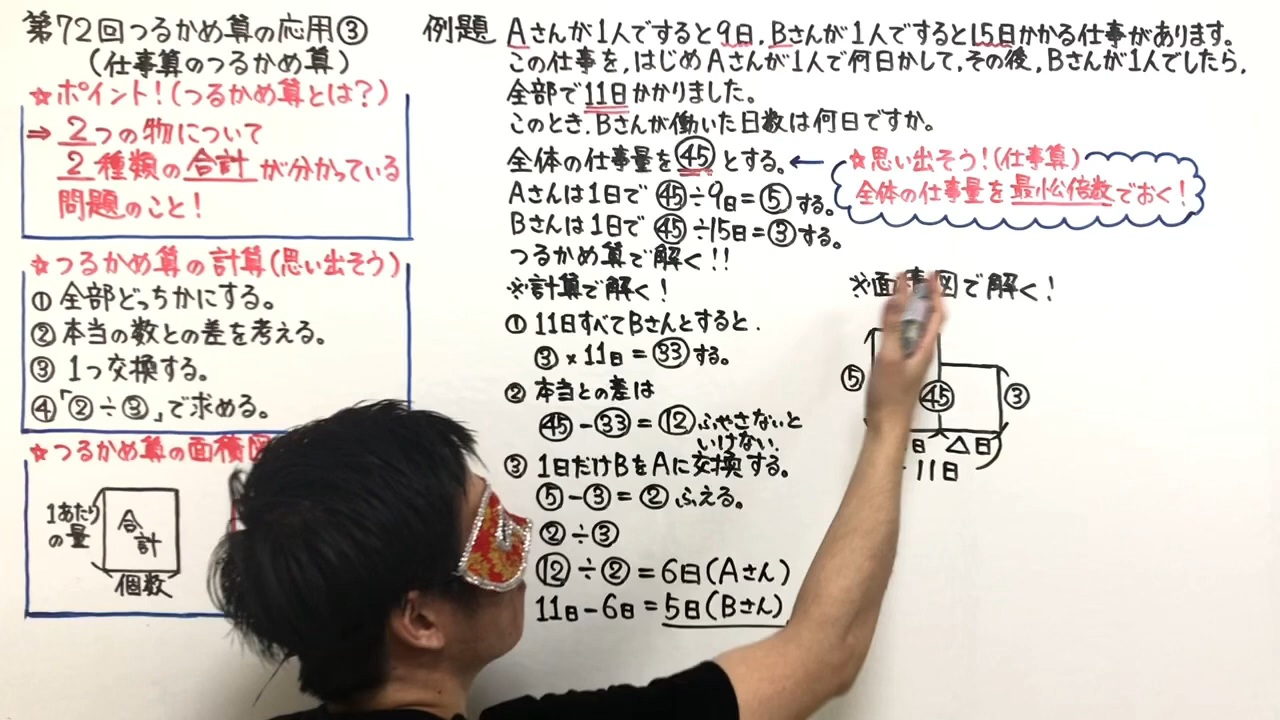 第72回つるかめ算の応用③
(仕事算のつるかめ算)
☆ポイント!(つるかめ算とは?)
⇒ 2つの物について
2種類の合計が分かっている
問題のこと!
☆つるかめ算の計算(思い出そう)
① 全部どっちかにする。
② 本当の数との差を考える。
③ 1つ交換する。
④「②÷③」で求める。
☆つるかめ算の面積
1あたりの量
合計
個数
例題 Aさんが1人ですると9日,Bさんが1人ですると15日かかる仕事があります。
この仕事を,はじめAさんが1人で何日かして,その後,Bさんが1人でしたら,
全部で11日かかりました。
このとき,Bさんが働いた日数は何日ですか。
全体の仕事量を㊺とする。←
☆思い出そう!(仕事算)
全体の仕事量を最小公倍数でおく!
Aさんは1日で ㊺÷9日=⑤する。
Bさんは1日で ㊺÷15日=③する。
つるかめ算で解く!!
※計算で解く!
① 11日すべてBさんとすると.
③×11日=㉝する。
② 本当との差は
㊺-㉝=⑫ふやさないと
いけない.
③ 1日だけBをAに交換する。
⑤-③=②ふえる。
②÷③
⑫÷②=6日(Aさん)
11日-6日=5日(Bさん)
※面積図で解く!
⑤
㊺
③
日
△日
11日